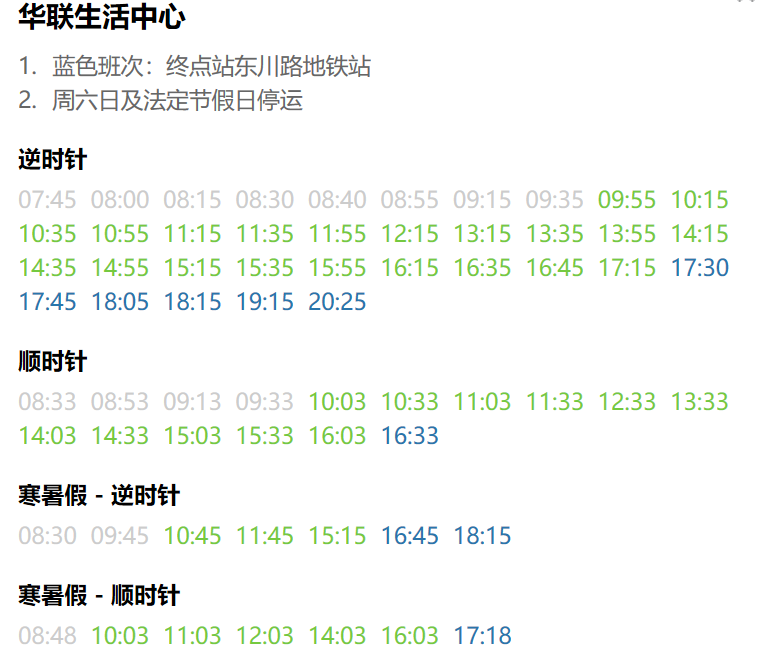 华联生活中心
1. 蓝色班次：终点站东川路地铁站
2. 周六日及法定节假日停运
逆时针
07:45 08:00 08:15 08:30 08:40 08:55 09:15 09:35 09:55 10:15
10:35 10:55 11:15 11:35 11:55 12:15 13:15 13:35 13:55 14:15
14:35 14:55 15:15 15:35 15:55 16:15 16:35 16:45 17:15 17:30
17:45 18:05 18:15 19:15 20:25
顺时针
08:33 08:53 09:13 09:33 10:03 10:33 11:03 11:33 12:33 13:33
14:03 14:33 15:03 15:33 16:03 16:33
寒暑假 - 逆时针
08:30 09:45 10:45 11:45 15:15 16:45 18:15
寒暑假 - 顺时针
08:48 10:03 11:03 12:03 14:03 16:03 17:18